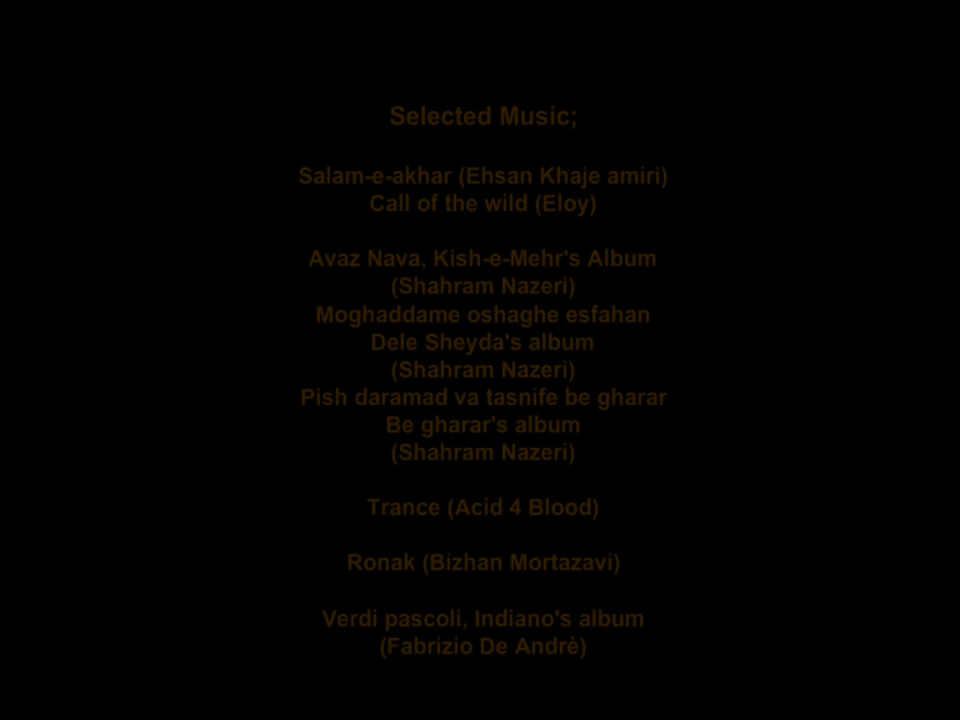 Selected Music;
Salam-e-akhar (Ehsan Khaje amiri)
Call of the wild (Eloy)
Avaz Nava, Kish-e-Mehr's Album
(Shahram Nazeri)
Moghaddame oshaghe esfahan
Dele Sheyda's album
(Shahram Nazeri)
Pish daramad va tasnife be gharar
Be gharar's album
(Shahram Nazeri)
Trance (Acid 4 Blood)
Ronak (Bizhan Mortazavi)
Verdi pascoli, Indiano's album
(Fabrizio De Andrè)